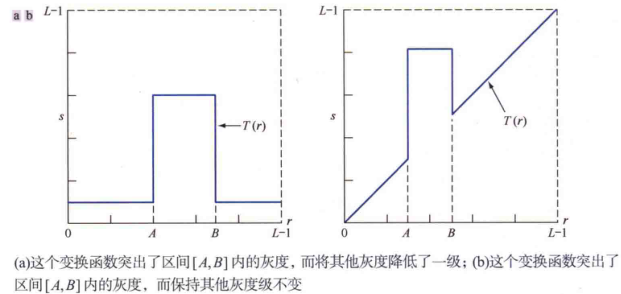 a b
L-1
s
T(r)
0
A
B
L-1
r
L-1
s
T(r)
0
A
B
L-1
r
(a)这个变换函数突出了区间[A,B]内的灰度，而将其他灰度降低了一级；(b)这个变换函数突出了
区间[A,B]内的灰度，而保持其他灰度级不变